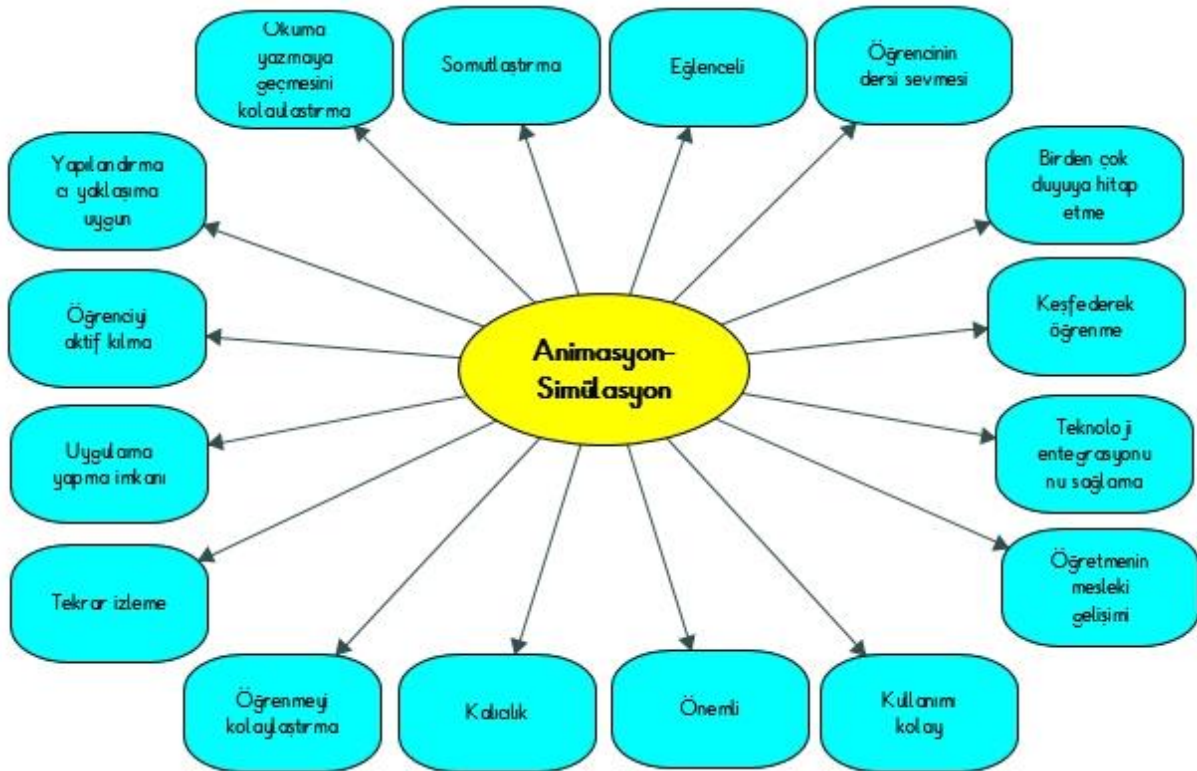 Okuma
yazmaya
geçmesini
kolaylaştırma
Somutlaştırma
Eğlenceli
Öğrencinin
dersi sevmesi
Yapılandırma
cı yaklaşıma
uygun
Birden çok
duyuya hitap
etme
Öğrenciyi
aktif kılma
Keşfederek
öğrenme
Animasyon-
Simülasyon
Uygulama
yapma imkanı
Teknoloji
entegrasyonu
nu sağlama
Tekrar izleme
Öğretmenin
mesleki
gelişimi
Öğrenmeyi
kolaylaştırma
Kalıcılık
Önemli
Kullanımı
kolay